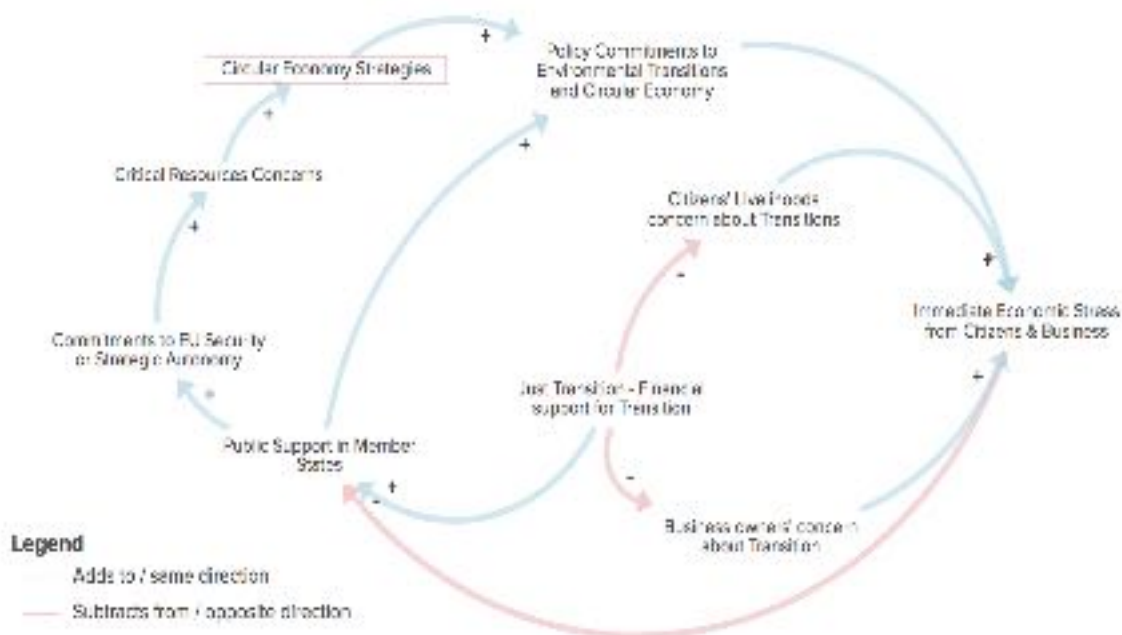 Circular Economy Strategies
Policy Commitments to
Environmental Transitions
and Circular Economy
Critical Resources Concerns
Citizens' Livelihoods
concern about Transitions
Immediate Economic Stress
from Citizens & Business
Commitments to EU Security
or Strategic Autonomy
Just Transition - Financial
support for Transition
Public Support in Member
States
Business owners' concern
about Transition
+
+
+
+
+
+
+
-
-
-
Legend
Adds to / same direction
Subtracts from / opposite direction